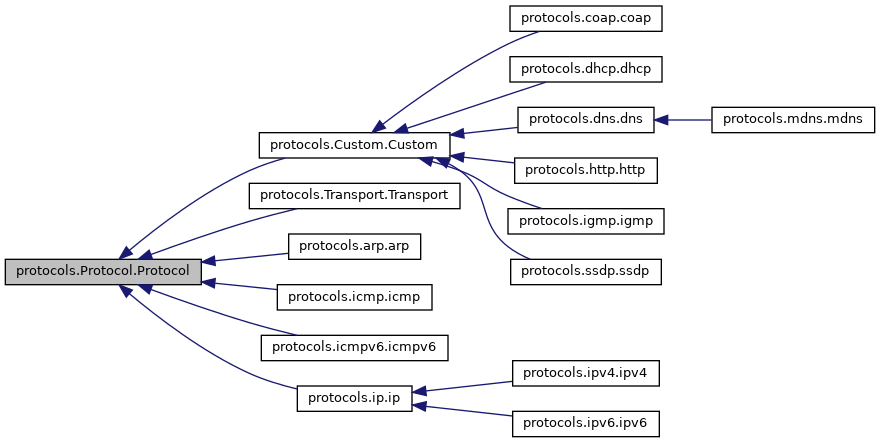 protocols.coap.coap
protocols.dhcp.dhcp
protocols.dns.dns
protocols.mdns.mdns
protocols.Custom.Custom
protocols.http.http
protocols.Transport.Transport
protocols.igmp.igmp
protocols.arp.arp
protocols.Protocol.Protocol
protocols.ssdp.ssdp
protocols.icmp.icmp
protocols.icmpv6.icmpv6
protocols.ipv4.ipv4
protocols.ip.ip
protocols.ipv6.ipv6